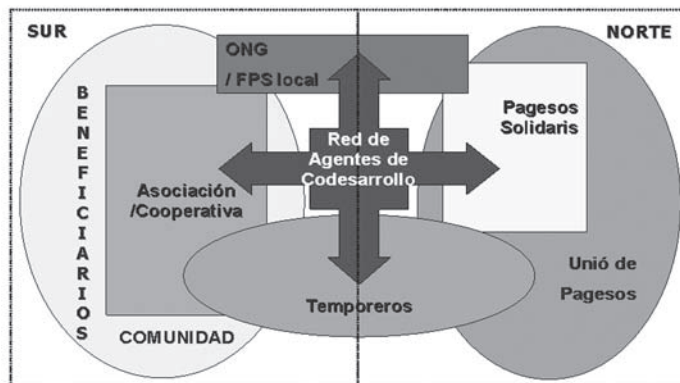 SUR
NORTE
ONG
/ FPS local
BENEFICIARIOS
Pagesos
Solidaris
Red de
Agentes de
Codesarrollo
Asociación
/Cooperativa
Unió de
Pagesos
Temporeros
COMUNIDAD